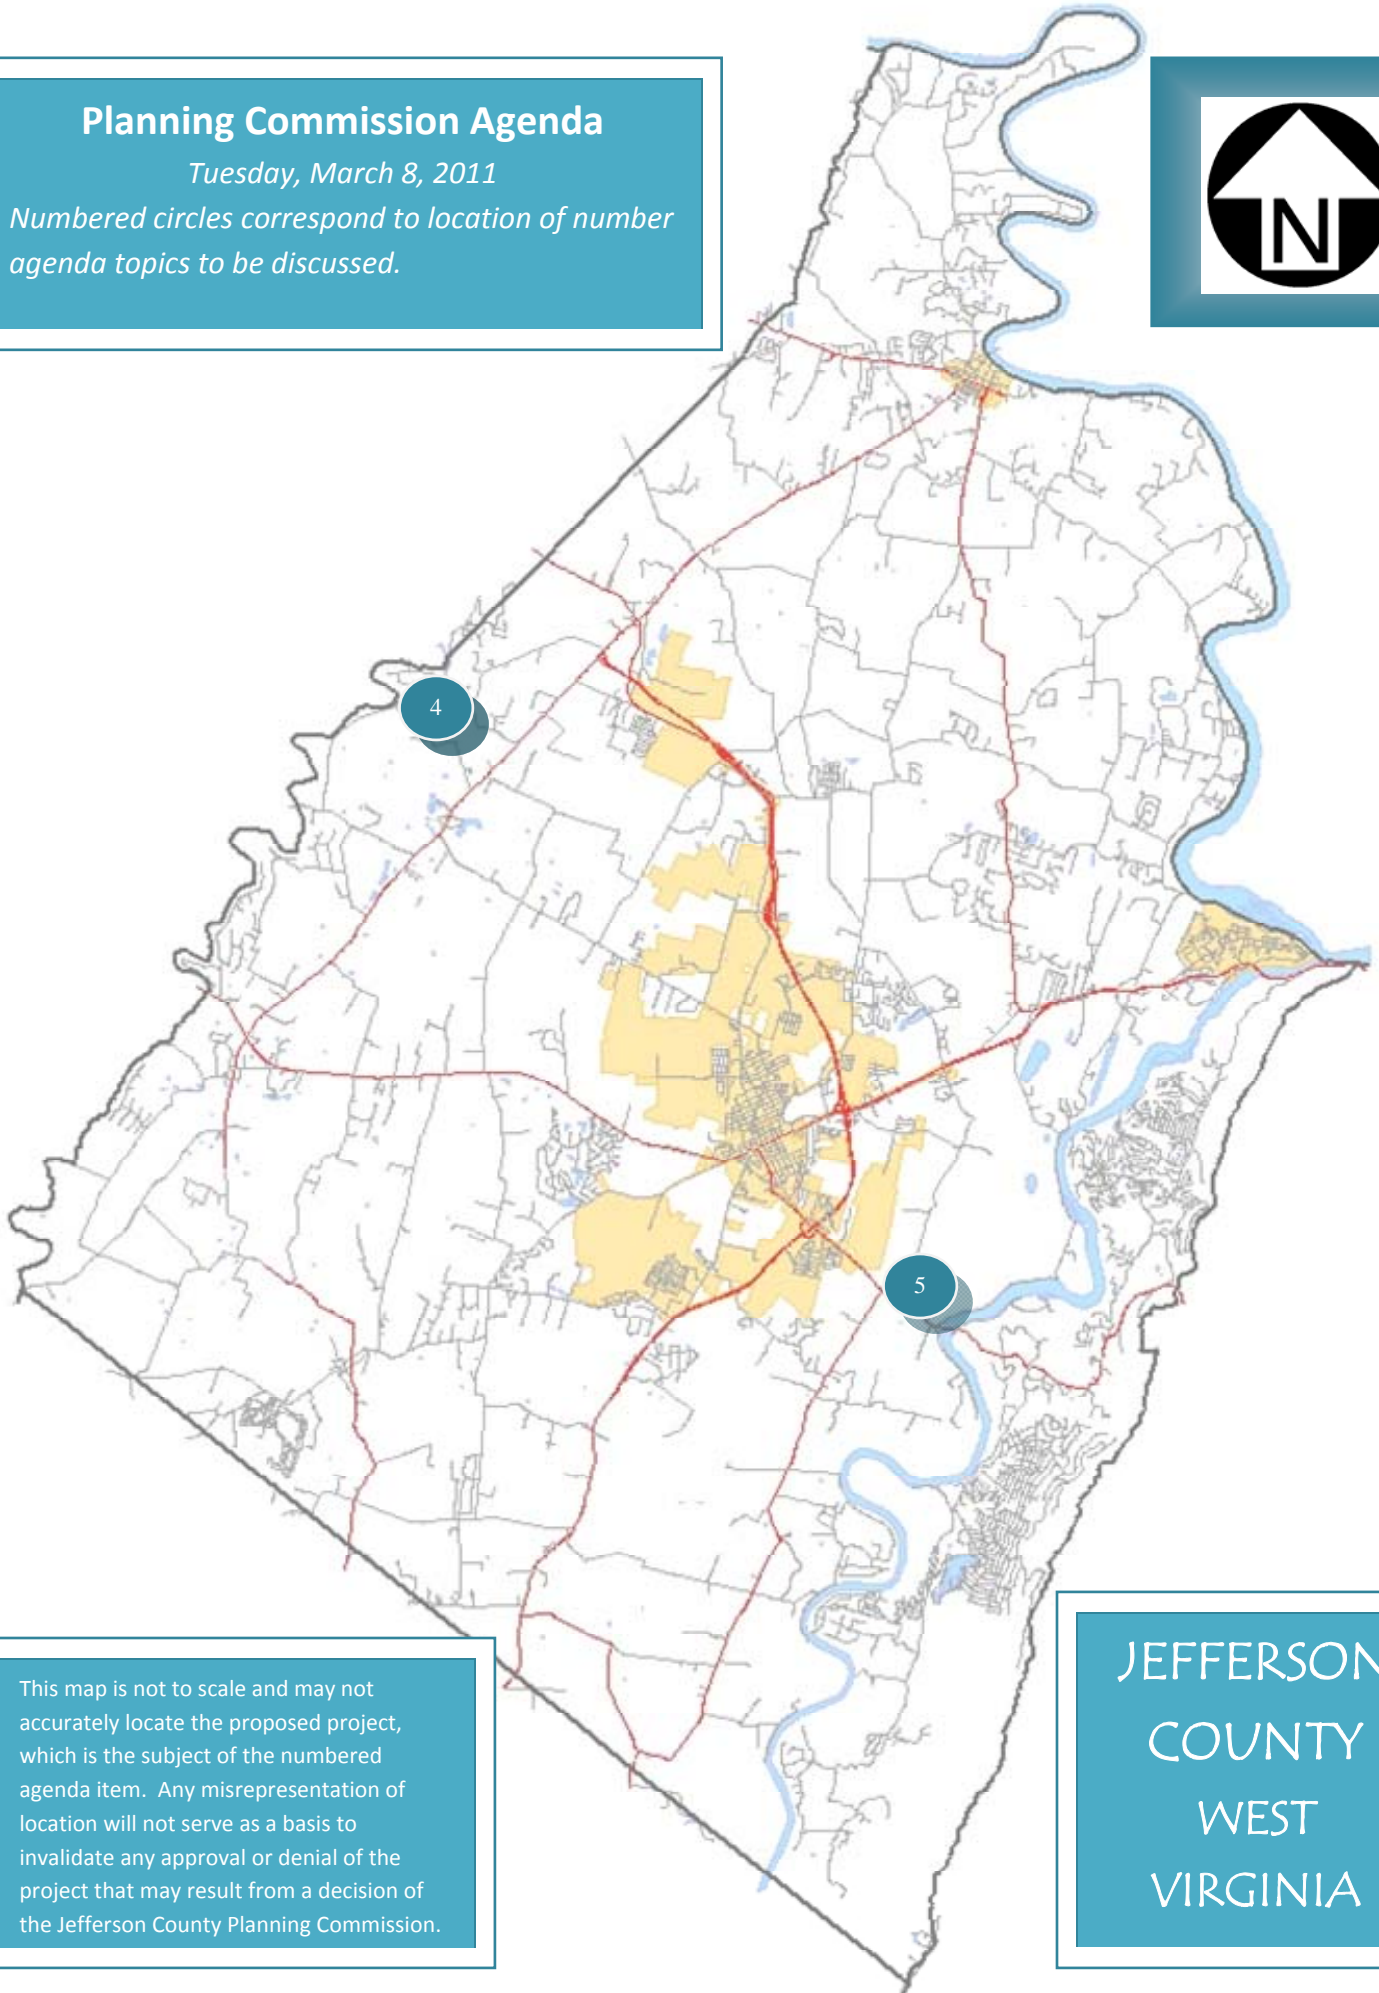 Planning Commission Agenda
Tuesday, March 8, 2011
Numbered circles correspond to location of number
agenda topics to be discussed.
N
4
5
This map is not to scale and may not
accurately locate the proposed project,
which is the subject of the numbered
agenda item.  Any misrepresentation of
location will not serve as a basis to
invalidate any approval or denial of the
project that may result from a decision of
the Jefferson County Planning Commission.
JEFFERSON
COUNTY
WEST
VIRGINIA